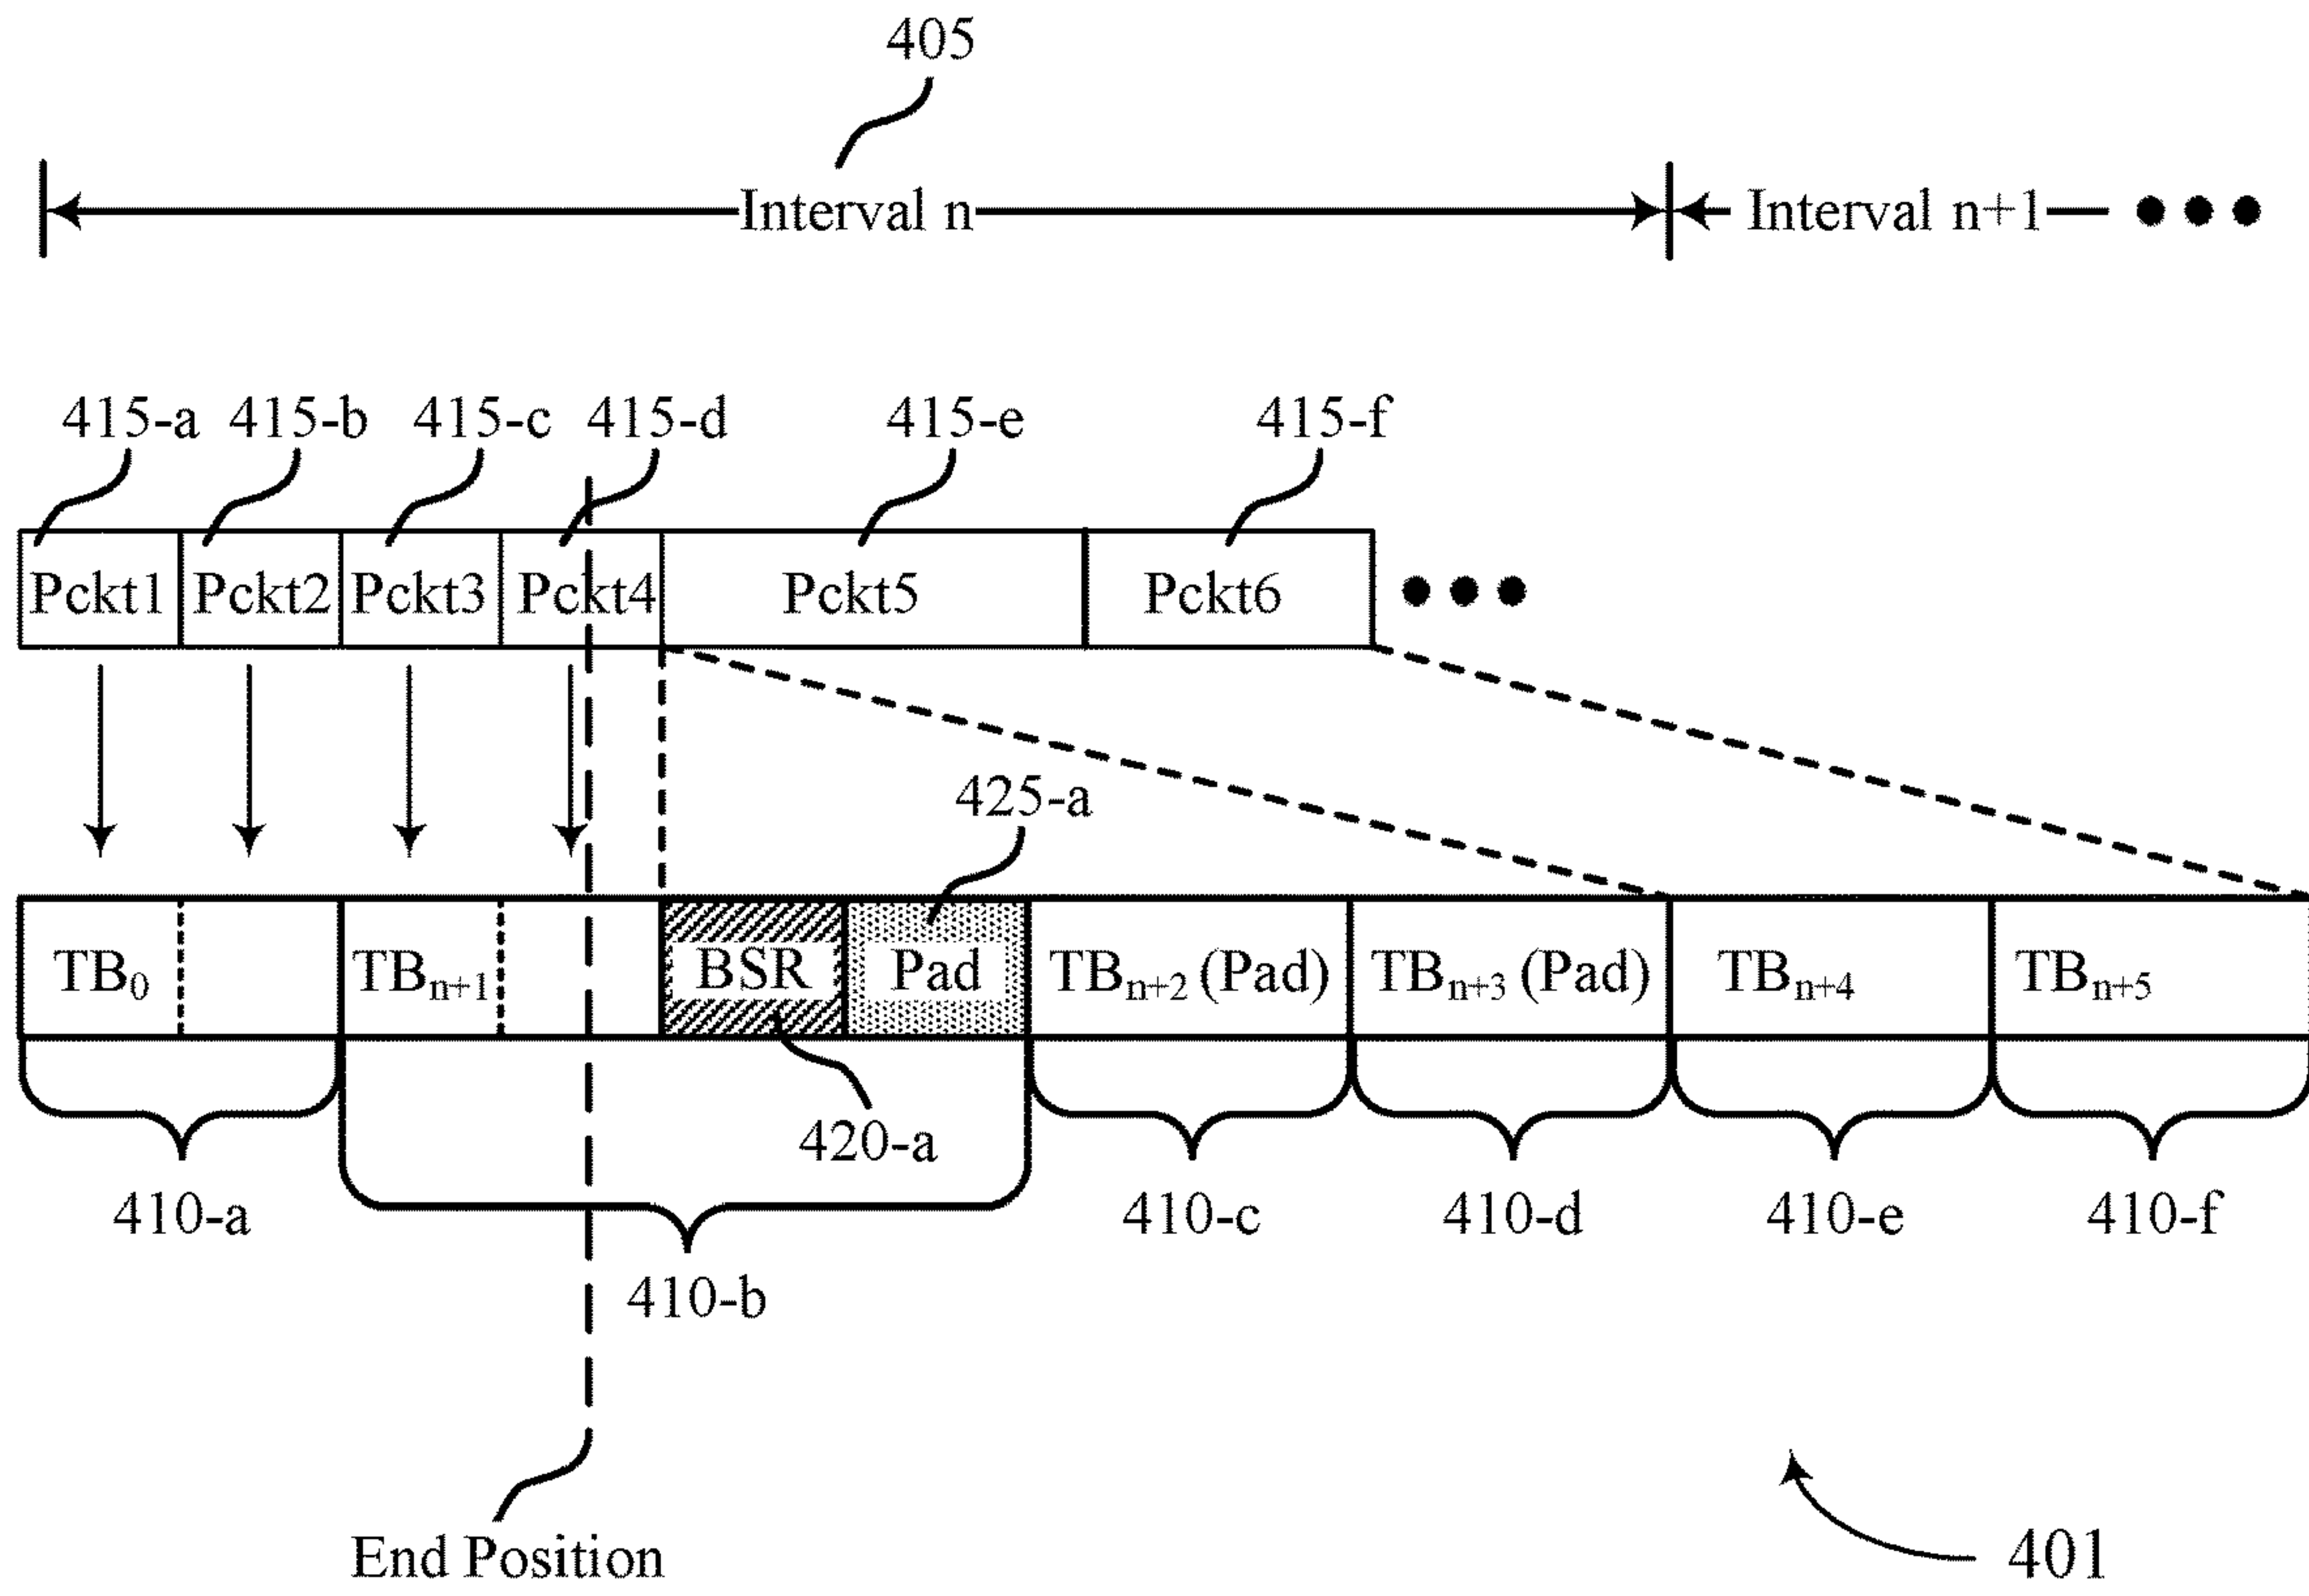 405
Interval n Interval n+1
415-a 415-b 415-c 415-d 415-e 415-f
Pckt1 Pckt2 Pckt3 Pckt4 Pckt5 Pckt6
425-a
TB0 TBn+1 BSR Pad TBn+2 (Pad) TBn+3 (Pad) TBn+4 TBn+5
420-a
410-a 410-c 410-d 410-e 410-f
410-b
End Position 401